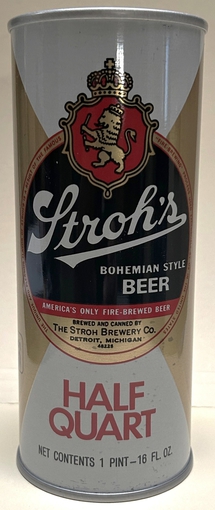 Stroh's
BOHEMIAN STYLE
BEER
AMERICA'S ONLY FIRE-BREWED BEER
BREWED AND CANNED BY
THE STROH BREWERY CO.
DETROIT, MICHIGAN
48226
HALF
QUART
NET CONTENTS 1 PINT-16 FL. OZ.